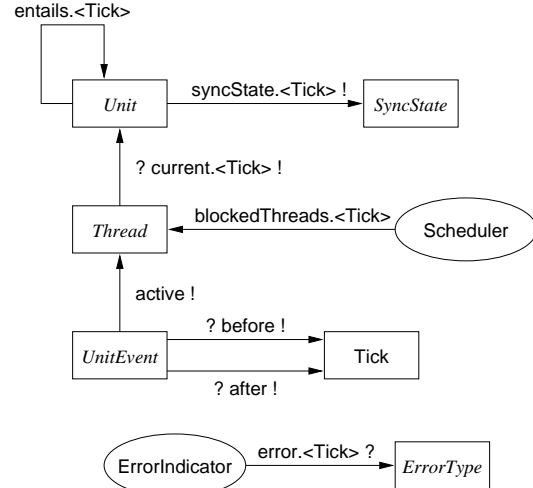 entails.<Tick>
Unit
syncState.<Tick> !
SyncState
? current.<Tick> !
Thread
blockedThreads.<Tick>
Scheduler
active !
UnitEvent
? before !
? after !
Tick
ErrorIndicator
error.<Tick> ?
ErrorType